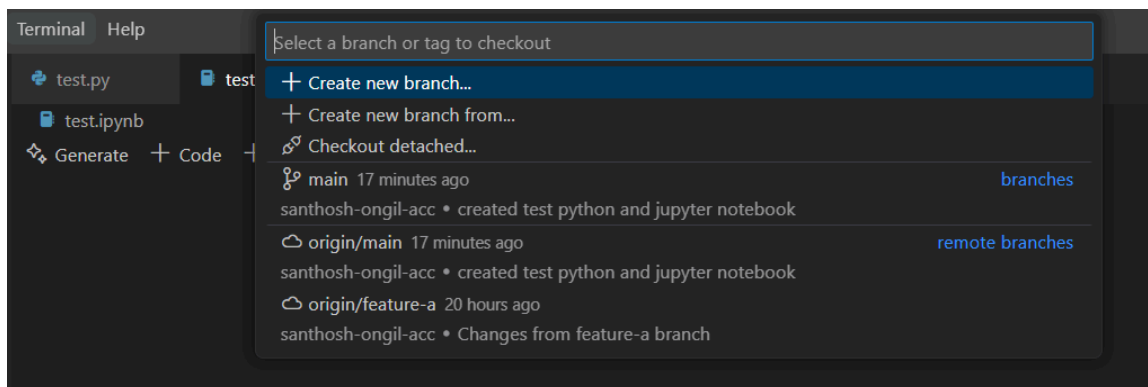 Terminal Help
Select a branch or tag to checkout
test.py test
+ Create new branch...
test.ipynb
+ Create new branch from...
Generate + Code +
Checkout detached...
main 17 minutes ago branches
santhosh-ongil-acc • created test python and jupyter notebook
origin/main 17 minutes ago remote branches
santhosh-ongil-acc • created test python and jupyter notebook
origin/feature-a 20 hours ago
santhosh-ongil-acc • Changes from feature-a branch